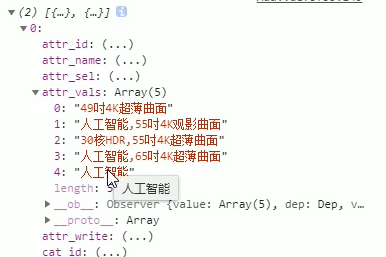 (2) [{…}, {…}] i
0:
attr_id: (...)
attr_name: (...)
attr_sel: (...)
attr_vals: Array(5)
0: "49吋4K超薄曲面"
1: "人工智能,55吋4K观影曲面"
2: "30核HDR,55吋4K超薄曲面"
3: "人工智能,65吋4K超薄曲面"
4: "人工智能"
length: 5
人工智能
__ob__: Observer {value: Array(5), dep: Dep, v…
__proto__: Array
attr_write: (...)
cat_id: (...)